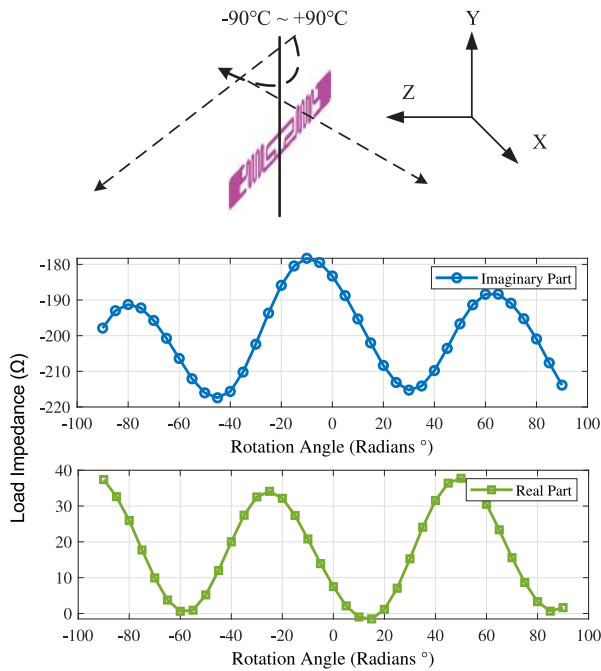 -90°C ~ +90°C
Y
Z
X
Load Impedance (Ω)
-180
-190
-200
-210
-220
Imaginary Part
-100 -80 -60 -40 -20 0 20 40 60 80 100
Rotation Angle (Radians °)
40
30
20
10
0
Real Part
-100 -80 -60 -40 -20 0 20 40 60 80 100
Rotation Angle (Radians °)